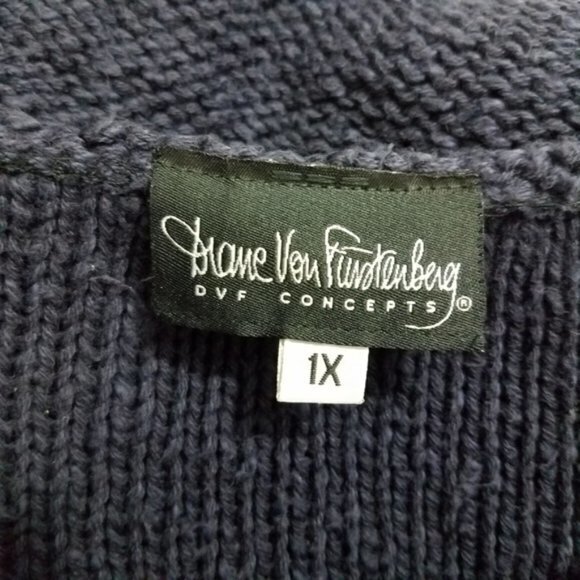 Diane Von Furstenberg
DVF CONCEPTS ®
1X